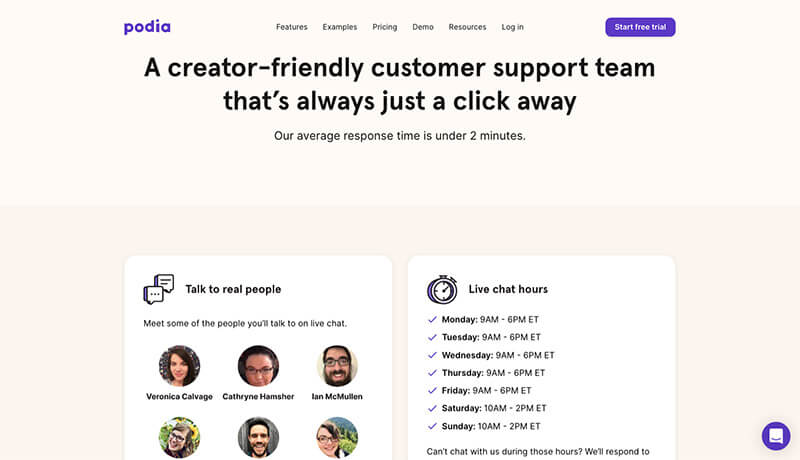 podia
Features Examples Pricing Demo Resources Log in
Start free trial
A creator-friendly customer support team
that's always just a click away
Our average response time is under 2 minutes.
Talk to real people
Meet some of the people you'll talk to on live chat.
Veronica Calvage Cathryne Hamsher Ian McMullen
Live chat hours
Monday: 9AM - 6PM ET
Tuesday: 9AM - 6PM ET
Wednesday: 9AM - 6PM ET
Thursday: 9AM - 6PM ET
Friday: 9AM - 6PM ET
Saturday: 10AM - 2PM ET
Sunday: 10AM - 2PM ET
Can't chat with us during those hours? We'll respond to